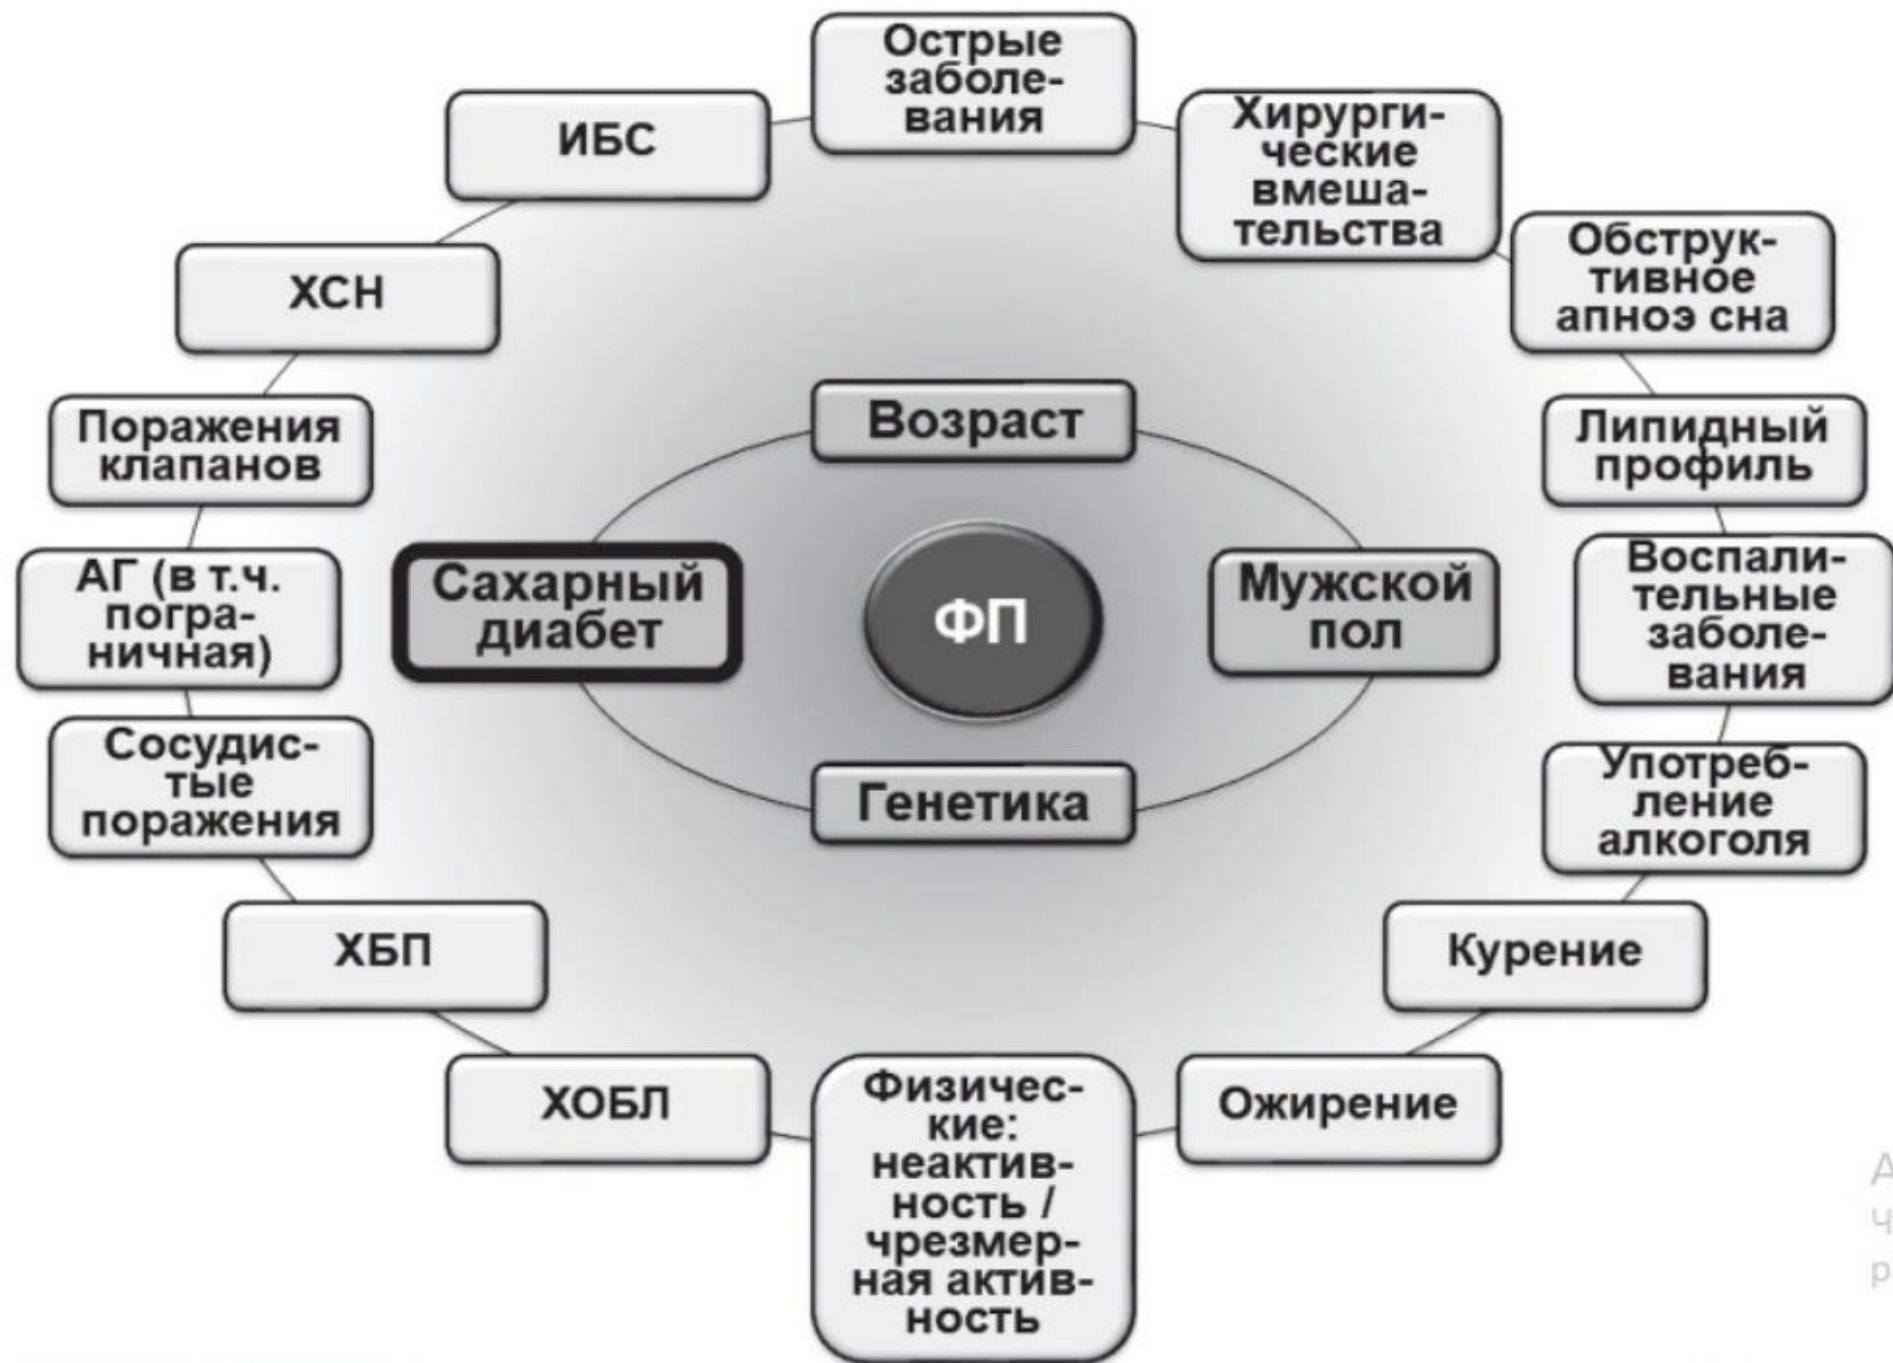 Острые
заболе-
вания
Хирурги-
ческие
вмеша-
тельства
Обструк-
тивное
апноэ сна
Липидный
профиль
Воспали-
тельные
заболе-
вания
Употреб-
ление
алкоголя
Курение
Ожирение
Физичес-
кие:
неактив-
ность /
чрезмер-
ная актив-
ность
ХОБЛ
ХБП
Сосудис-
тые
поражения
АГ (в т.ч.
погра-
ничная)
Поражения
клапанов
ХСН
ИБС
Возраст
Мужской
пол
Генетика
Сахарный
диабет
ФП